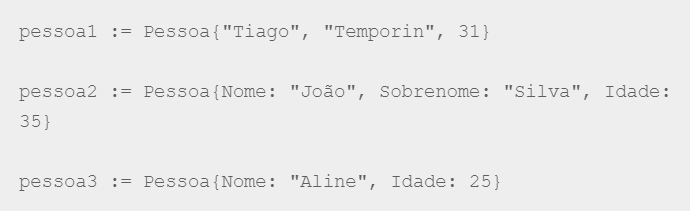 pessoa1 := Pessoa{"Tiago", "Temporin", 31}
pessoa2 := Pessoa{Nome: "João", Sobrenome: "Silva", Idade:
35}
pessoa3 := Pessoa{Nome: "Aline", Idade: 25}